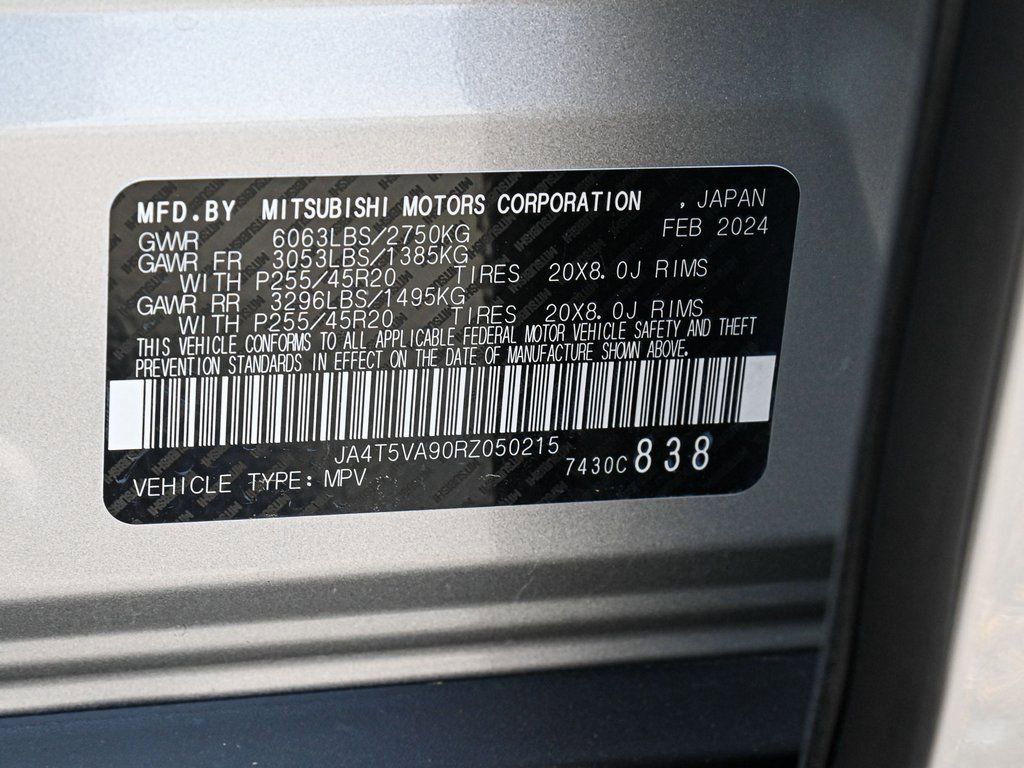 MFD.BY MITSUBISHI MOTORS CORPORATION , JAPAN
FEB 2024
GWWR 6063LBS/2750KG
GAWR FR 3053LBS/1385KG
WITH P255/45R20 TIRES 20X8.0J RIMS
GAWR RR 3296LBS/1495KG
WITH P255/45R20 TIRES 20X8.0J RIMS
THIS VEHICLE CONFORMS TO ALL APPLICABLE FEDERAL MOTOR VEHICLE SAFETY AND THEFT
PREVENTION STANDARDS IN EFFECT ON THE DATE OF MANUFACTURE SHOWN ABOVE.
JA4T5VA90RZ050215
VEHICLE TYPE: MPV 7430C 838